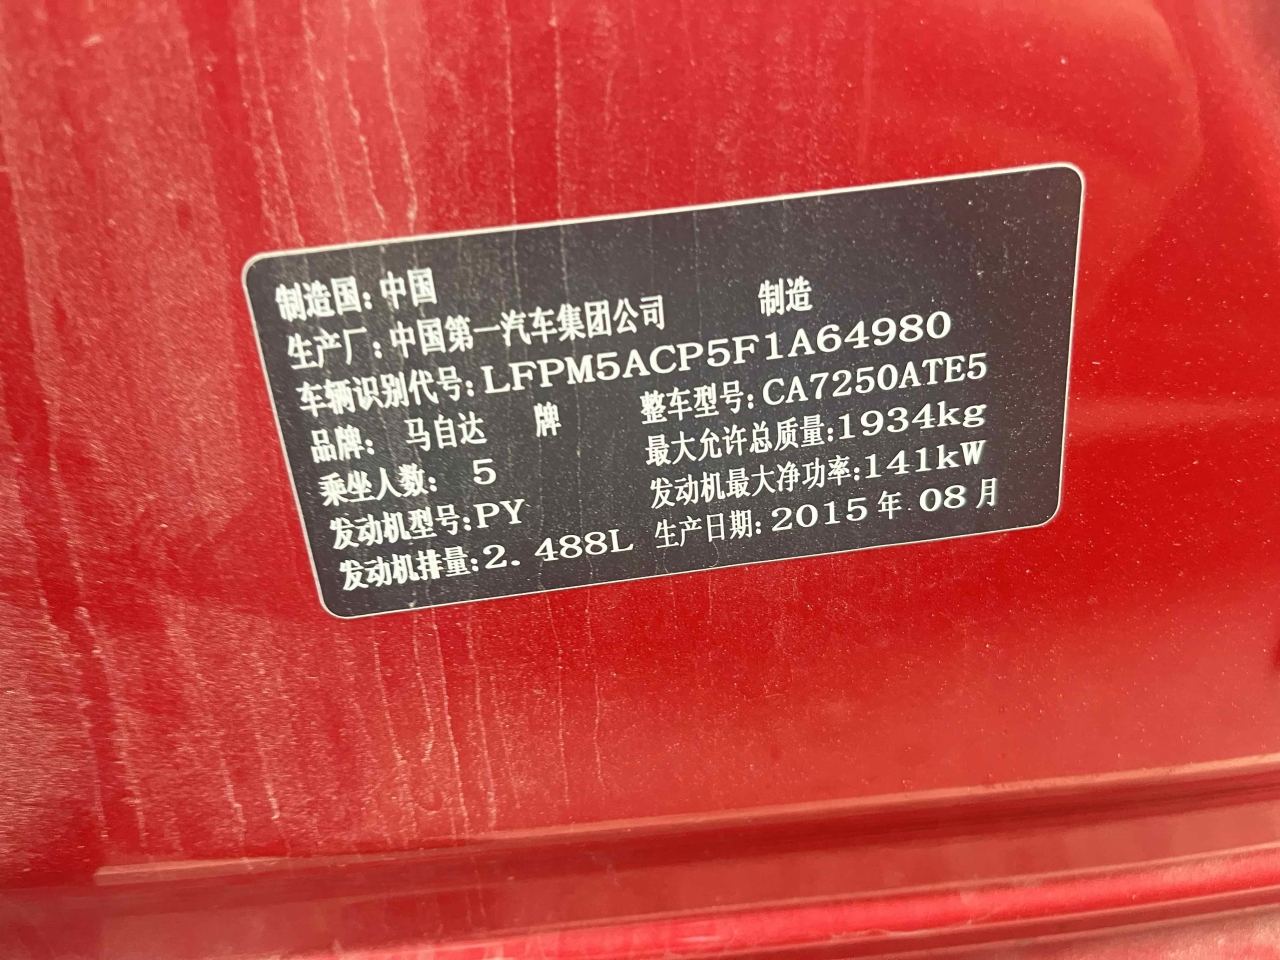 制造国：中国
生产厂：中国第一汽车集团公司 制造
车辆识别代号：LFPM5ACP5F1A64980
品牌： 马自达 牌 整车型号：CA7250ATE5
乘坐人数： 5 最大允许总质量：1934kg
发动机型号：PY 发动机最大净功率：141kW
发动机排量：2. 488L 生产日期：2015年 08月